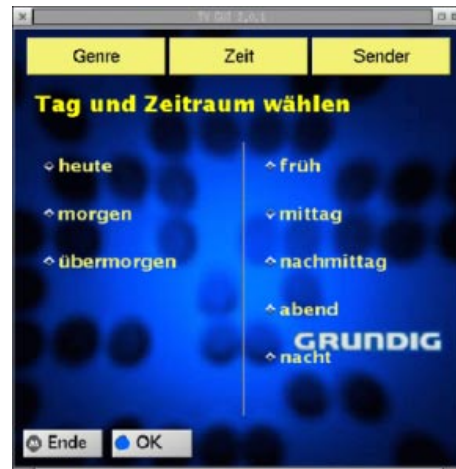 Genre Zeit Sender
Tag und Zeitraum wählen
heute
morgen
übermorgen
früh
mittag
nachmittag
abend
nacht
GRUNDIG
Ende OK